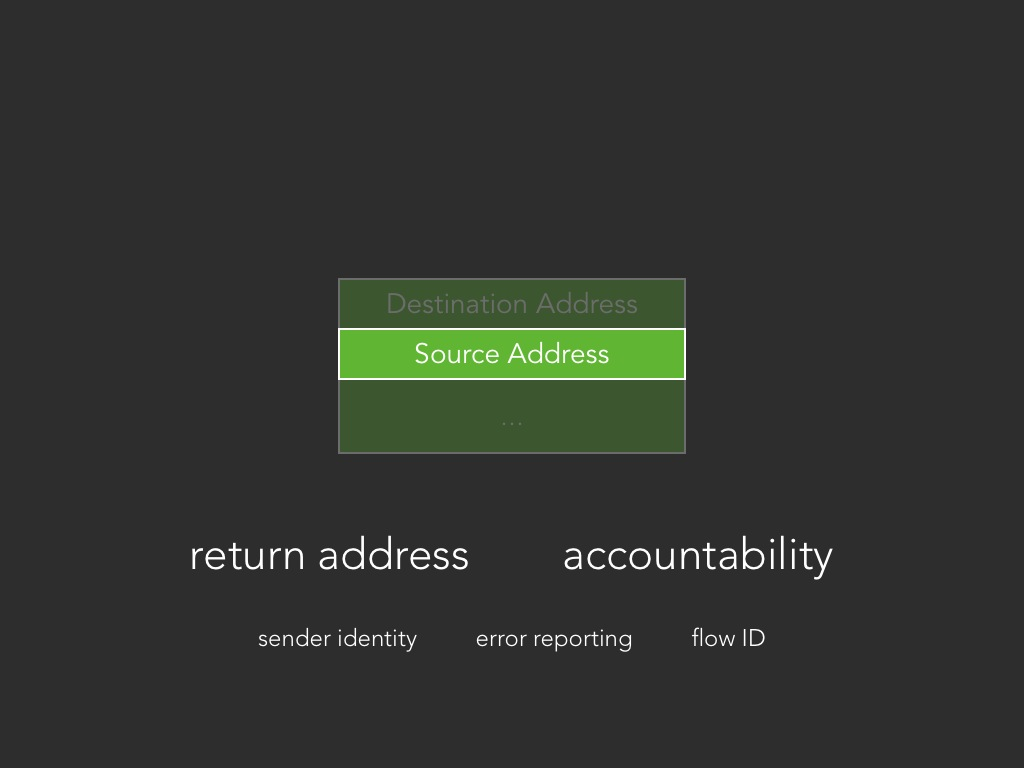 Destination Address
Source Address
...
return address accountability
sender identity error reporting flow ID